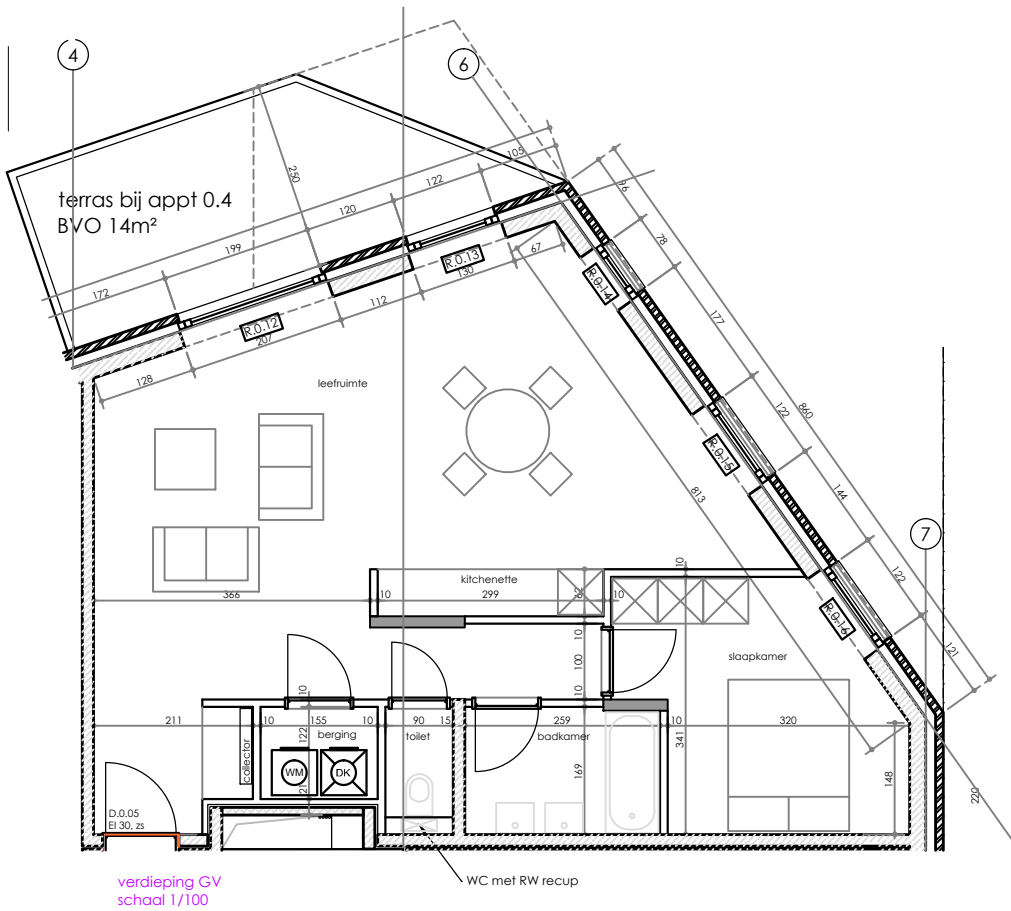 4
6
terras bij appt 0.4
BVO 14m²
250
105
122
120
199
172
96
78
67
R.0.13
130
R.0.14
112
R.0.12
207
177
128
leefruimte
122
860
R.0.15
813
144
7
10
kitchenette
62
122
366
10
299
10
R.0.16
10
100
121
slaapkamer
10
10
211
10
155
10
90
15
259
10
320
122
berging
toilet
badkamer
341
collector
169
148
WM
DK
21
220
D.0.05
EI 30, zs
verdieping GV
schaal 1/100
WC met RW recup